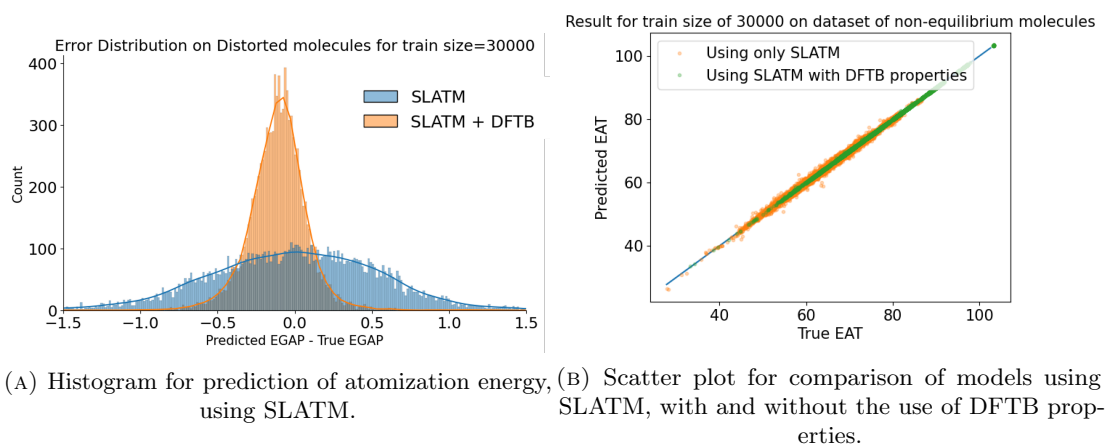 Error Distribution on Distorted molecules for train size=30000
400
300
200
100
0
Count
SLATM
SLATM + DFTB
−1.5 −1.0 −0.5 0.0 0.5 1.0 1.5
Predicted EGAP - True EGAP
(A) Histogram for prediction of atomization energy,
using SLATM.
Result for train size of 30000 on dataset of non-equilibrium molecules
100
80
60
40
Predicted EAT
Using only SLATM
Using SLATM with DFTB properties
40 60 80 100
True EAT
(B) Scatter plot for comparison of models using
SLATM, with and without the use of DFTB prop-
erties.